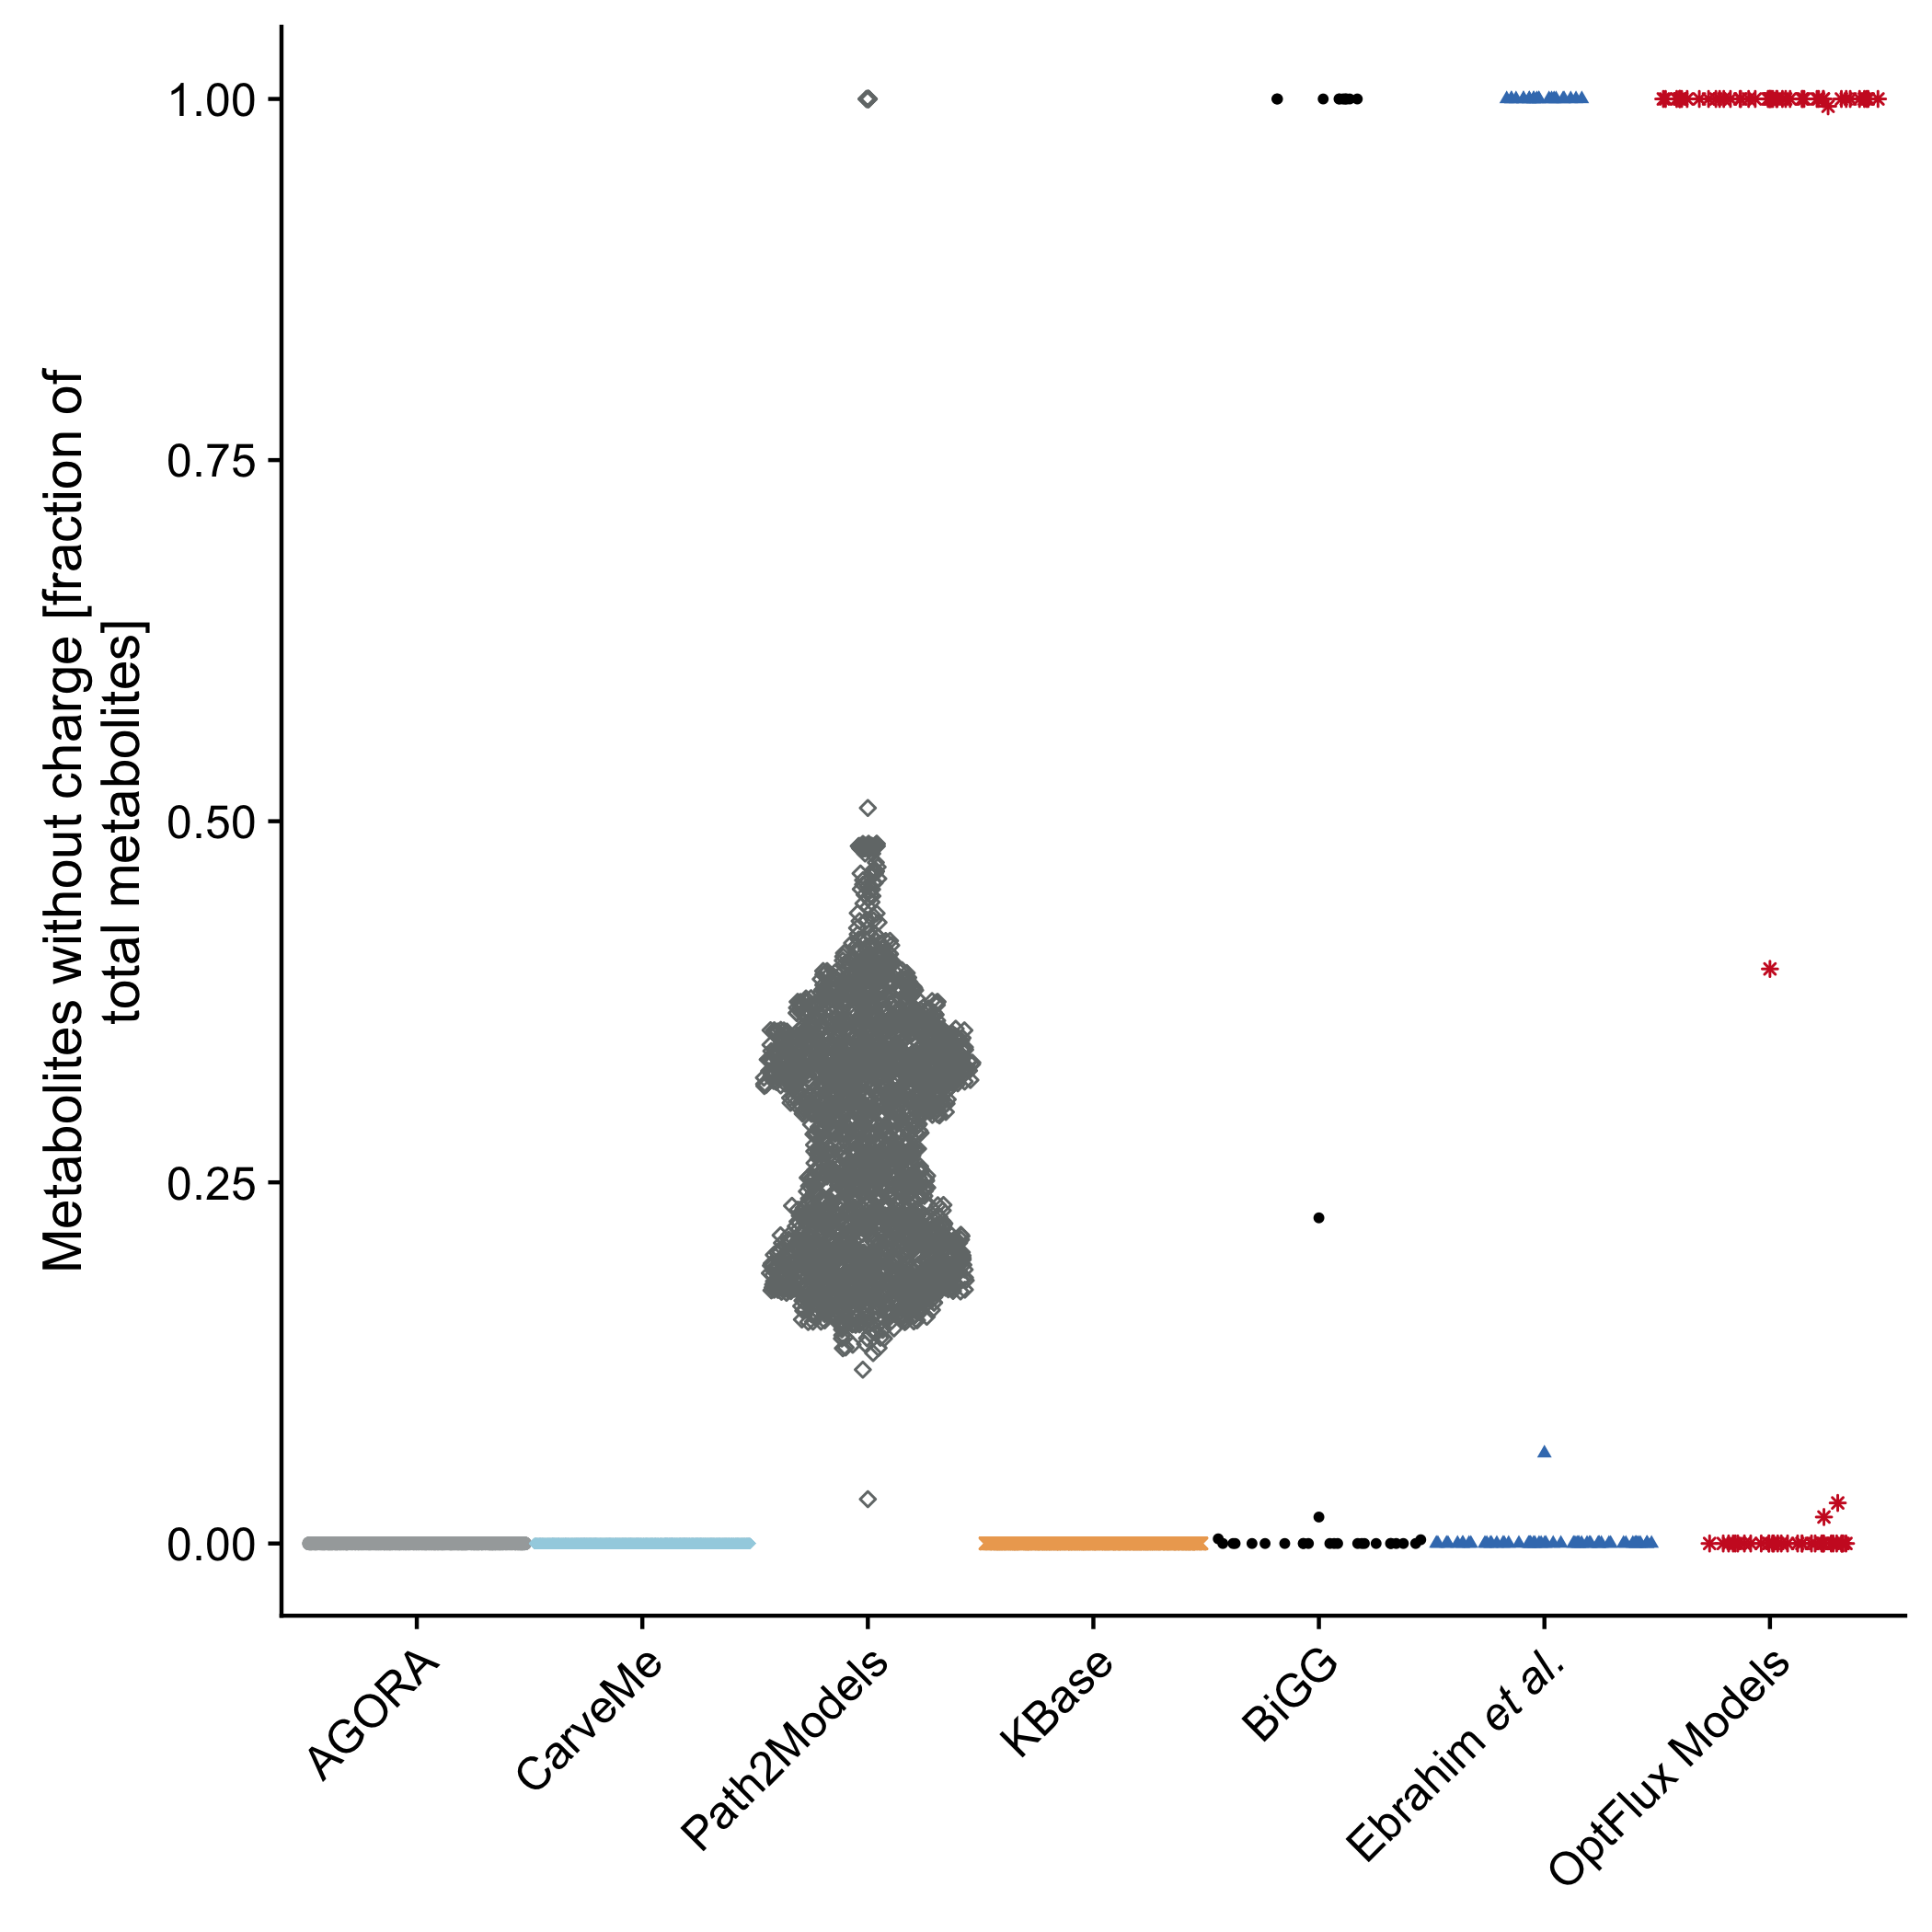 Metabolites without charge [fraction of
total metabolites]
1.00
0.75
0.50
0.25
0.00
AGORA
CarveMe
Path2Models
KBase
BiGG
Ebrahim et al.
OptFlux Models